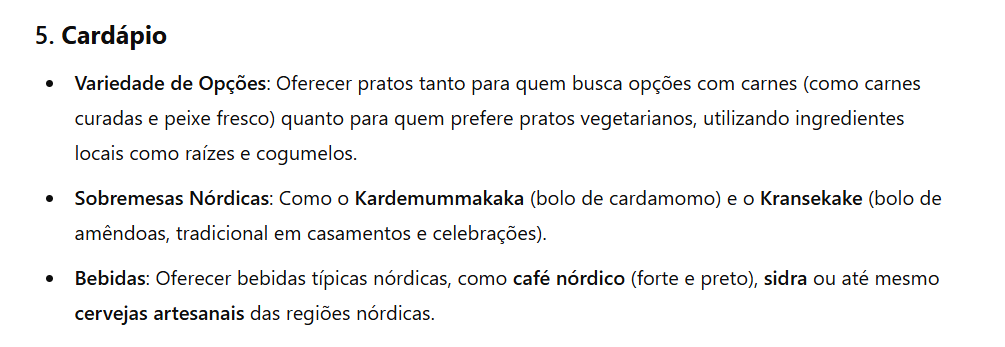 5. Cardápio
• Variedade de Opções: Oferecer pratos tanto para quem busca opções com carnes (como carnes
curadas e peixe fresco) quanto para quem prefere pratos vegetarianos, utilizando ingredientes
locais como raízes e cogumelos.
• Sobremesas Nórdicas: Como o Kardemummakaka (bolo de cardamomo) e o Kransekake (bolo de
amêndoas, tradicional em casamentos e celebrações).
• Bebidas: Oferecer bebidas típicas nórdicas, como café nórdico (forte e preto), sidra ou até mesmo
cervejas artesanais das regiões nórdicas.